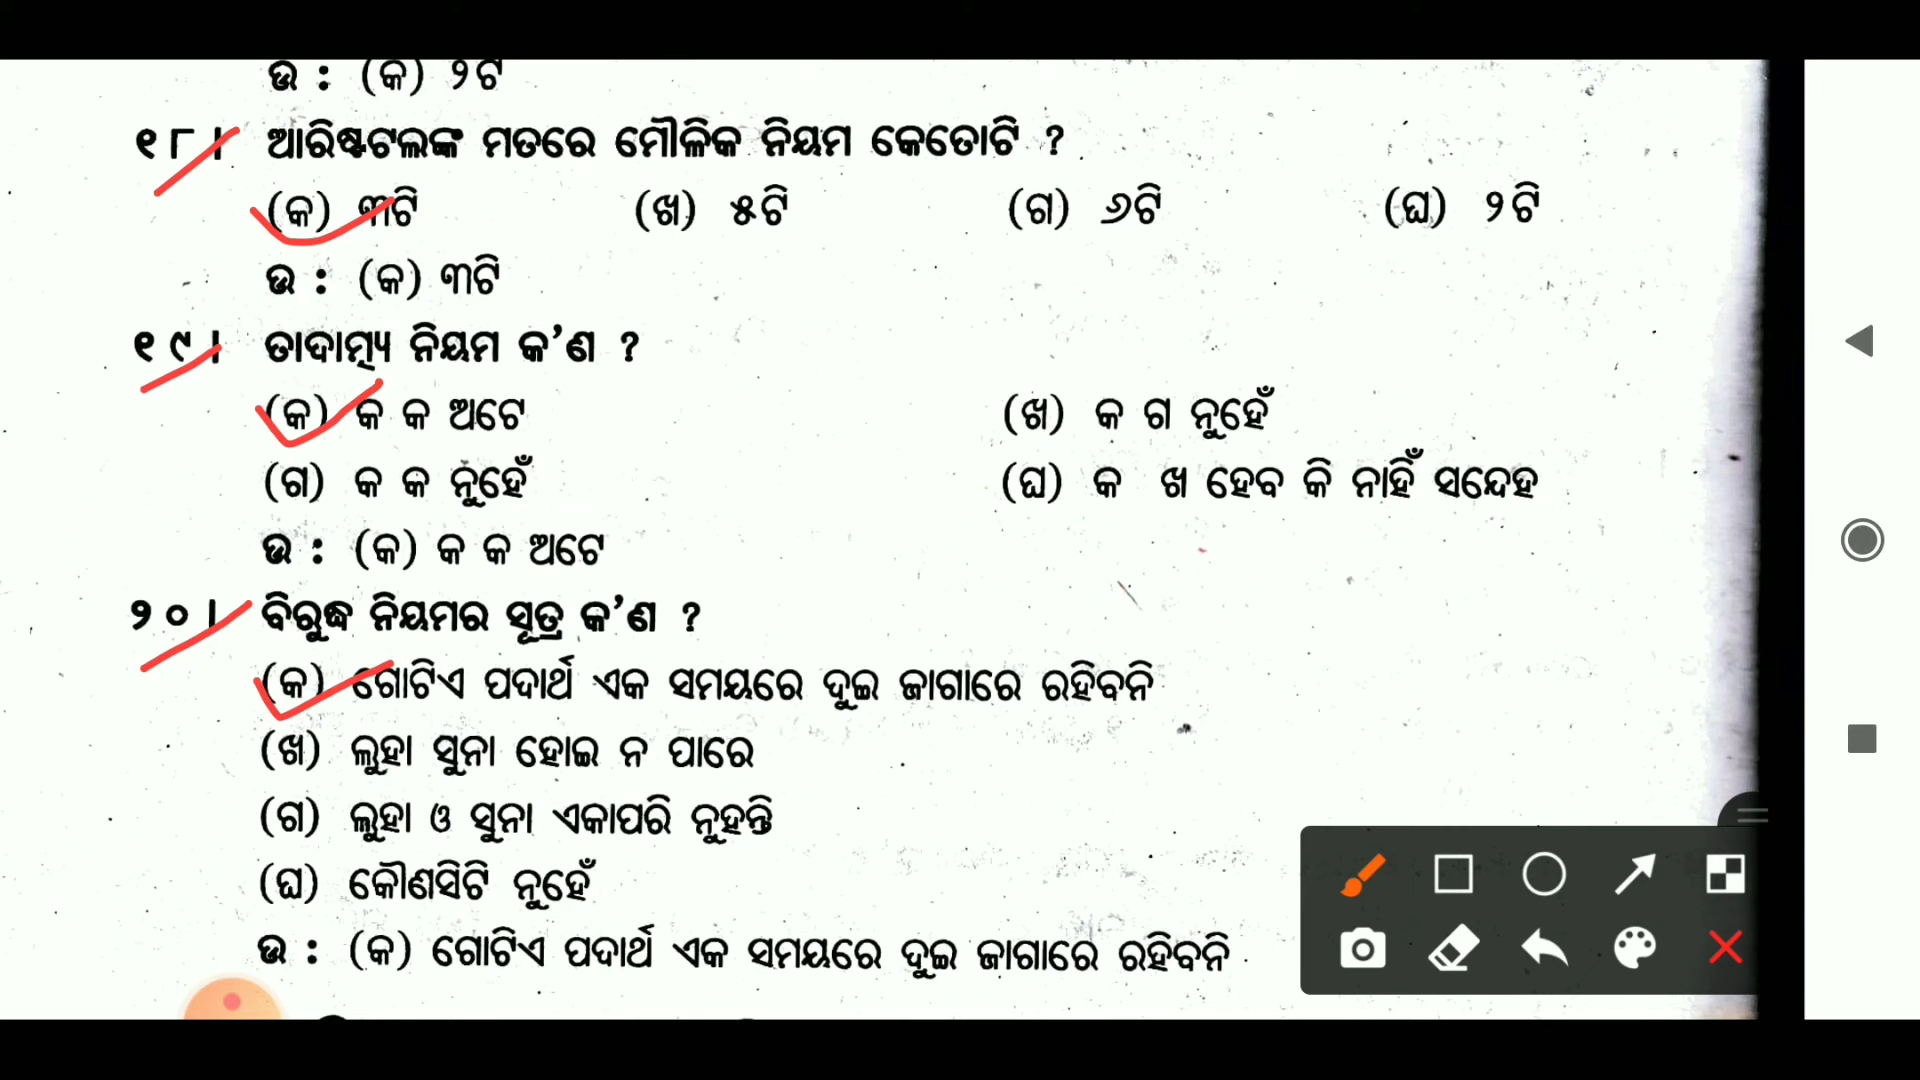 ଉ : (କ) ୨ଟି
୧୮। ଆରିଷ୍ଟଟଲଙ୍କ ମତରେ ମୌଳିକ ନିୟମ କେତୋଟି ?
(କ) ୩ଟି (ଖ) ୫ଟି (ଗ) ୬ଟି (ଘ) ୨ଟି
ଉ : (କ) ୩ଟି
୧୯। ତାଦାତ୍ମ୍ୟ ନିୟମ କ’ଣ ?
(କ) କ କ ଅଟେ (ଖ) କ ଗ ନୁହେଁ
(ଗ) କ କ ନୁହେଁ (ଘ) କ ଖ ହେବ କି ନାହିଁ ସନ୍ଦେହ
ଉ : (କ) କ କ ଅଟେ
୨୦। ବିରୁଦ୍ଧ ନିୟମର ସୂତ୍ର କ’ଣ ?
(କ) ଗୋଟିଏ ପଦାର୍ଥ ଏକ ସମୟରେ ଦୁଇ ଜାଗାରେ ରହିବନି
(ଖ) ଲୁହା ସୁନା ହୋଇ ନ ପାରେ
(ଗ) ଲୁହା ଓ ସୁନା ଏକାପରି ନୁହନ୍ତି
(ଘ) କୌଣସିଟି ନୁହେଁ
ଉ : (କ) ଗୋଟିଏ ପଦାର୍ଥ ଏକ ସମୟରେ ଦୁଇ ଜାଗାରେ ରହିବନି